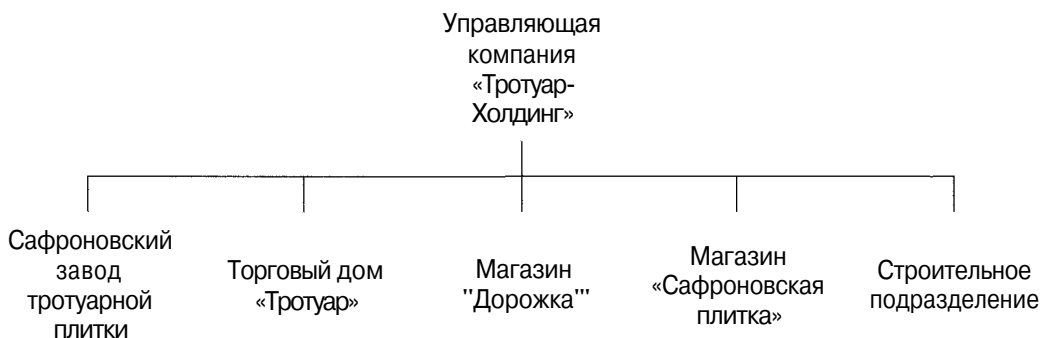 Управляющая
компания
«Тротуар-
Холдинг»
Сафроновский
завод
тротуарной
плитки
Торговый дом
«Тротуар»
Магазин
"Дорожка'"
Магазин
«Сафроновская
плитка»
Строительное
подразделение